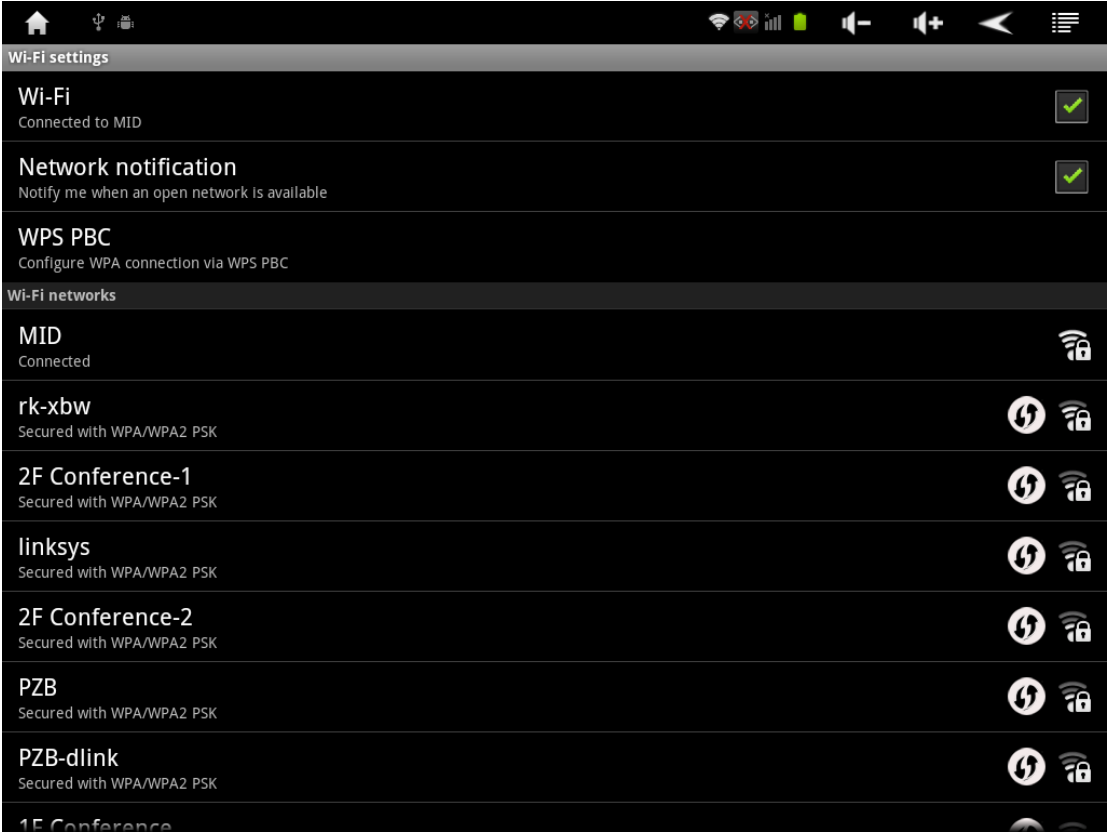 Wi-Fi settings
Wi-Fi
Connected to MID
Network notification
Notify me when an open network is available
WPS PBC
Configure WPA connection via WPS PBC
Wi-Fi networks
MID
Connected
rk-xbw
Secured with WPA/WPA2 PSK
2F Conference-1
Secured with WPA/WPA2 PSK
linksys
Secured with WPA/WPA2 PSK
2F Conference-2
Secured with WPA/WPA2 PSK
PZB
Secured with WPA/WPA2 PSK
PZB-dlink
Secured with WPA/WPA2 PSK
1F Conference